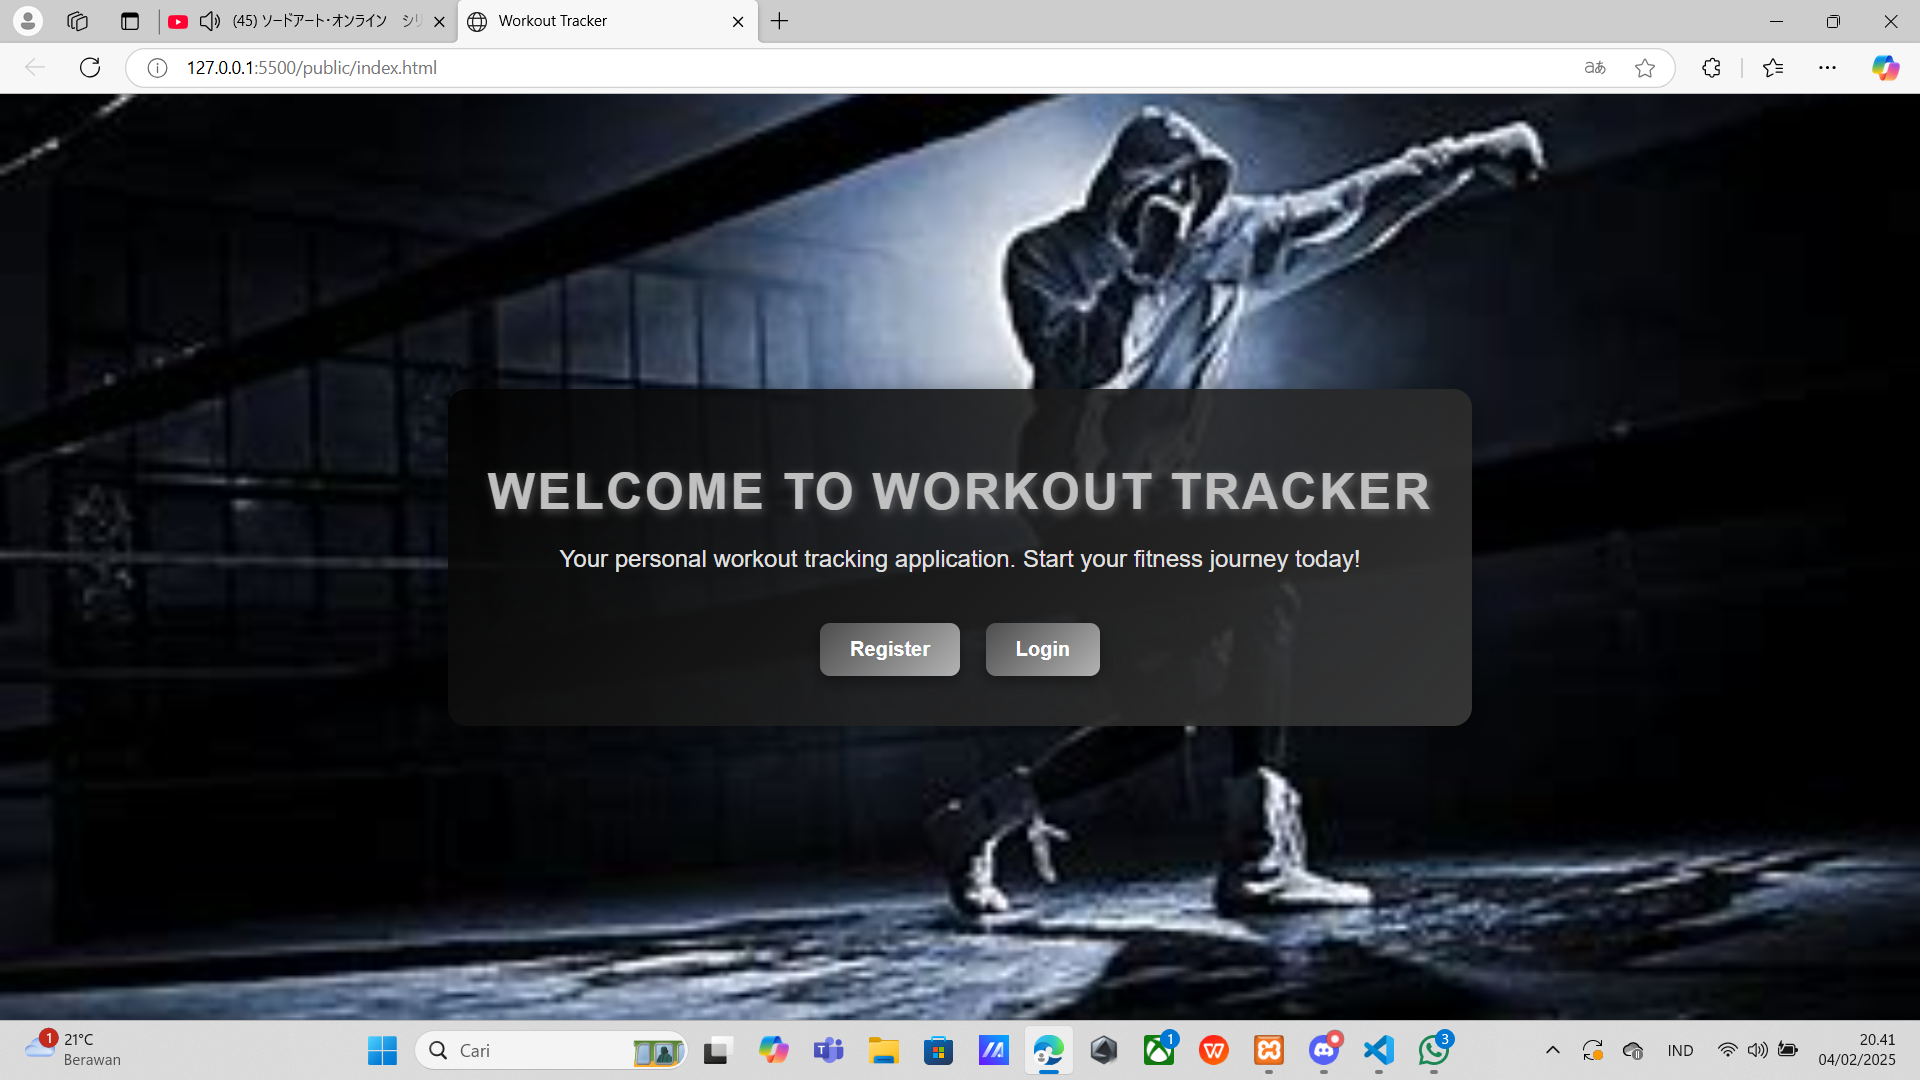 (45) ソードアート･オンライン シリ
Workout Tracker
127.0.0.1:5500/public/index.html
aあ
WELCOME TO WORKOUT TRACKER
Your personal workout tracking application. Start your fitness journey today!
Register
Login
1
21°C
Berawan
Cari
1
3
IND
20.41
04/02/2025